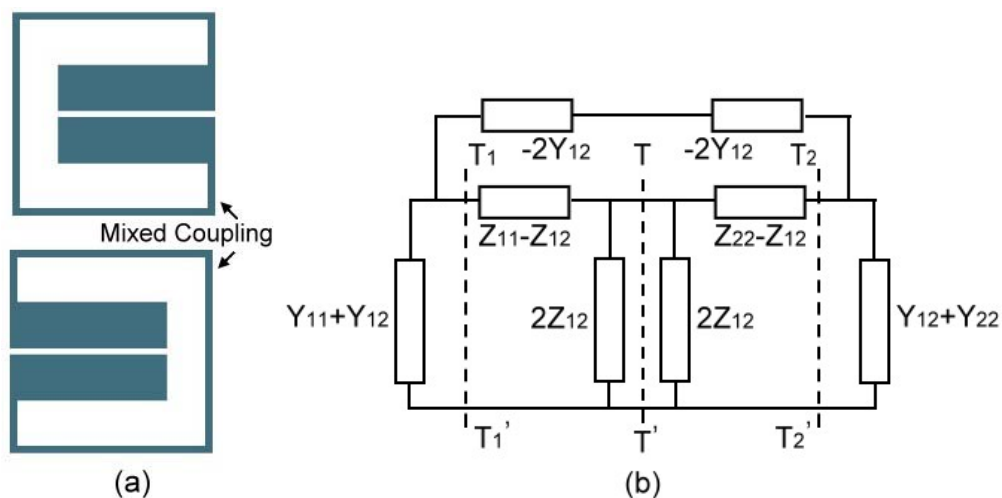 Mixed Coupling
(a)
-2Y12 -2Y12
T1 T T2
Z11-Z12 Z22-Z12
Y11+Y12 2Z12 2Z12 Y12+Y22
T1’ T’ T2’
(b)